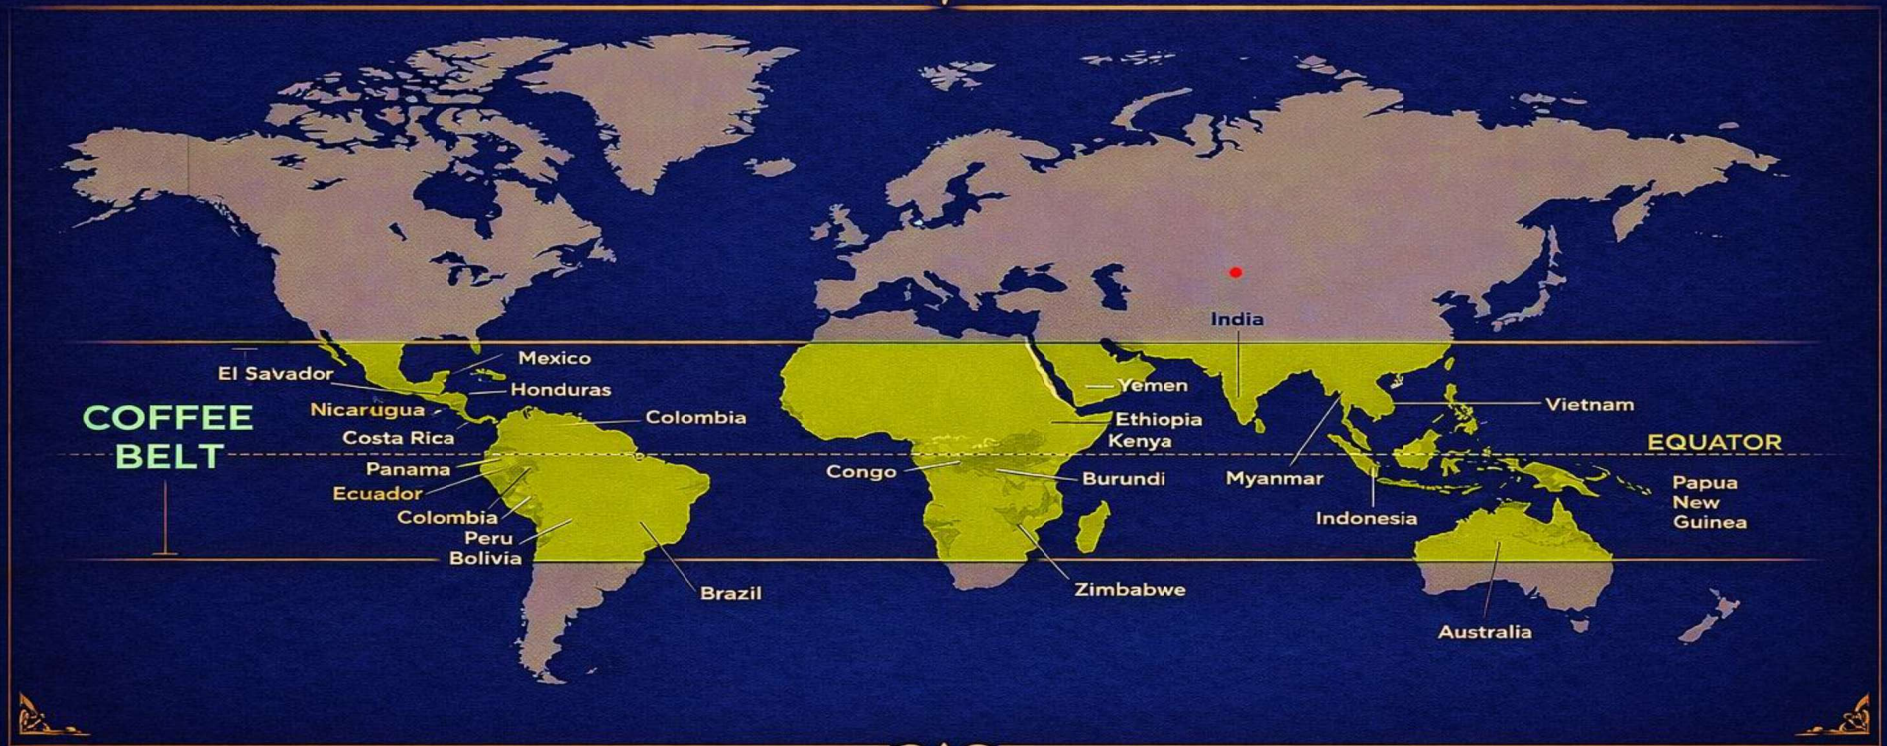 India
Mexico
El Savador
Honduras
Yemen
Nicarugua
Vietnam
COFFEE
BELT
Colombia
Ethiopia
Costa Rica
Kenya
EQUATOR
Panama
Congo
Burundi
Myanmar
Papua
New
Guinea
Ecuador
Colombia
Indonesia
Peru
Bolivia
Brazil
Zimbabwe
Australia